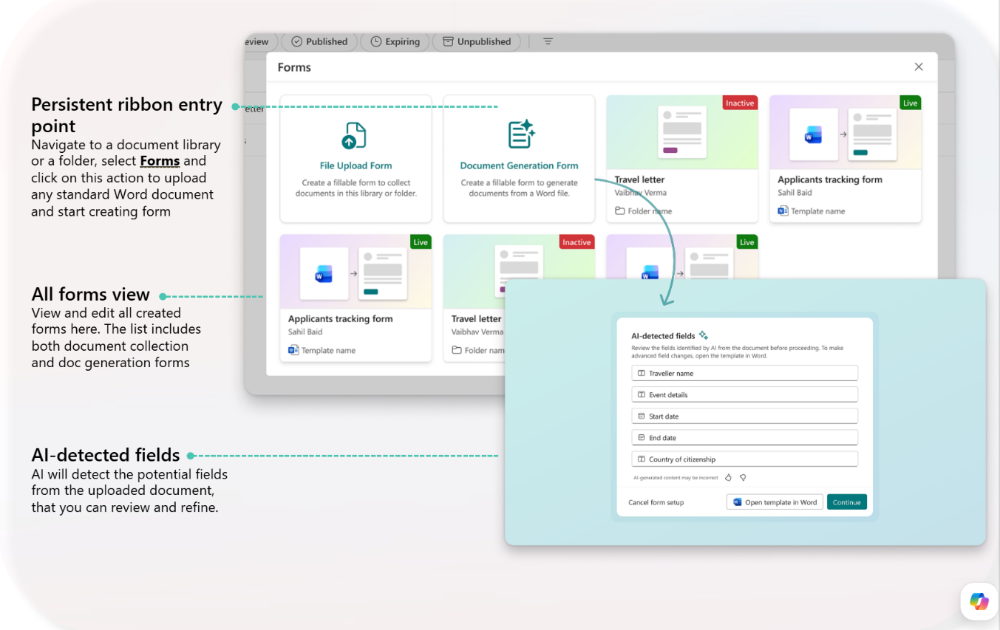 eview
Published
Expiring
Unpublished
Forms
Persistent ribbon entry
point
Navigate to a document library
or a folder, select Forms and
click on this action to upload
any standard Word document
and start creating form
etter
File Upload Form
Create a fillable form to collect
documents in this library or folder.
Document Generation Form
Create a fillable form to generate
documents from a Word file.
Inactive
Travel letter
Vaibhav Verma
Folder name
Live
Applicants tracking form
Sahil Baid
Template name
All forms view
View and edit all created
forms here. The list includes
both document collection
and doc generation forms
Live
Applicants tracking form
Sahil Baid
Template name
Inactive
Travel letter
Vaibhav Verma
Folder nam
Live
AI-detected fields
AI will detect the potential fields
from the uploaded document,
that you can review and refine.
AI-detected fields
Review the fields identified by AI from the document before proceeding. To make
advanced field changes, open the template in Word.
Traveller name
Event details
Start date
End date
Country of citizenship
AI-generated content may be incorrect
Cancel form setup
Open template in Word
Continue